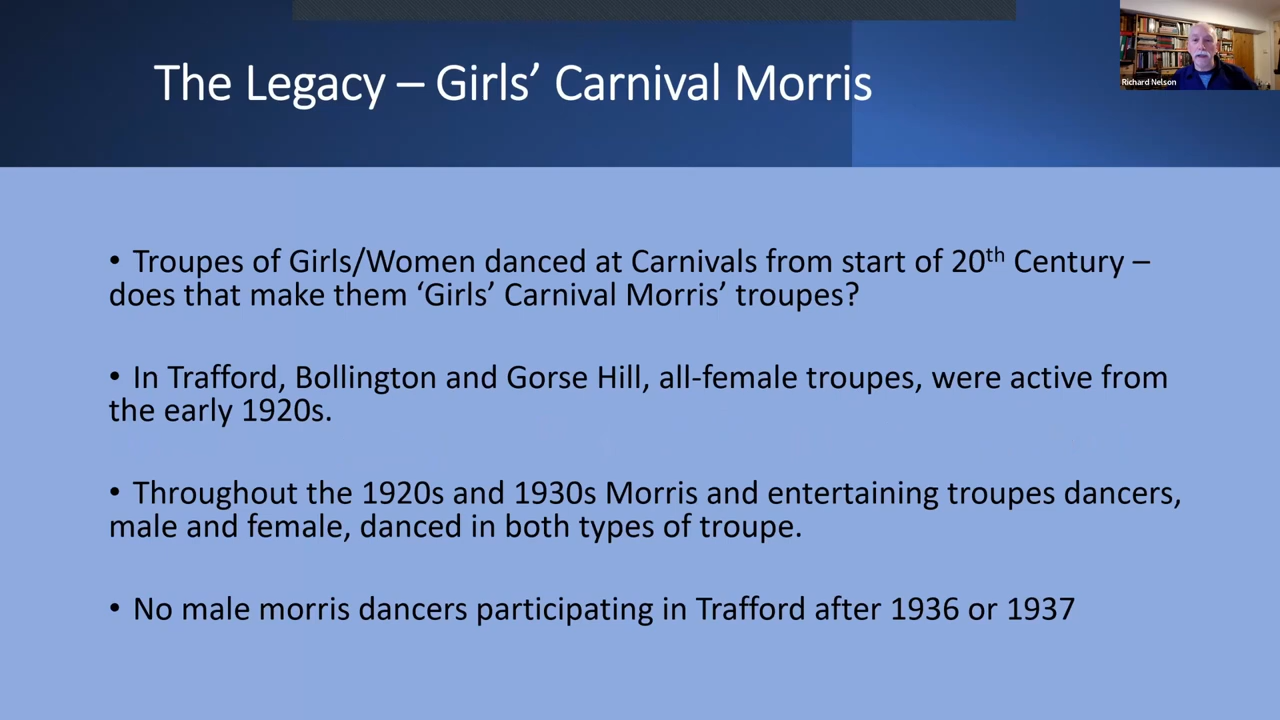 The Legacy – Girls’ Carnival Morris
Richard Nelson
• Troupes of Girls/Women danced at Carnivals from start of 20th Century –
does that make them ‘Girls’ Carnival Morris’ troupes?
• In Trafford, Bollington and Gorse Hill, all-female troupes, were active from
the early 1920s.
• Throughout the 1920s and 1930s Morris and entertaining troupes dancers,
male and female, danced in both types of troupe.
• No male morris dancers participating in Trafford after 1936 or 1937